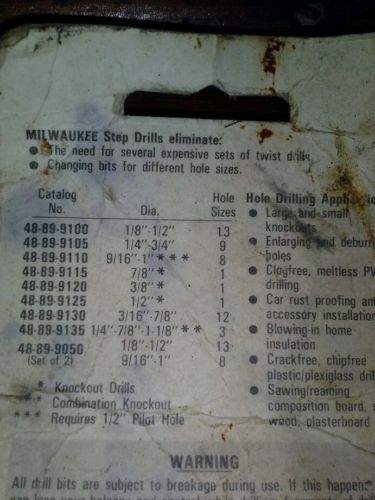 MILWAUKEE Step Drills eliminate:
● The need for several expensive sets of twist drills
● Changing bits for different hole sizes.
Catalog No. Dia. Hole Sizes
48-89-9100 1/8"-1/2" 13
48-89-9105 1/4"-3/4" 9
48-89-9110 9/16"-1" * * * 8
48-89-9115 7/8" * 1
48-89-9120 3/8" * 1
48-89-9125 1/2" * 1
48-89-9130 3/16"-7/8" 12
48-89-9135 1/4"-7/8"-1-1/8" * * 3
48-89-9050 1/8"-1/2" 13
(Set of 2) 9/16"-1" 8
* Knockout Drills
* * Combination Knockout
* * * Requires 1/2" Pilot Hole
Hole Drilling Applic
● Large and small
knockouts
● Enlarging and deburr
holes
● Clogfree, meltless PV
drilling
● Car rust proofing an
accessory installation
● Blowing-in home
insulation
● Crackfree, chipfree
plastic/plexiglass dril
● Sawing/reaming
composition board, s
wood, plasterboard
WARNING
All drill bits are subject to breakage during use. If this happen